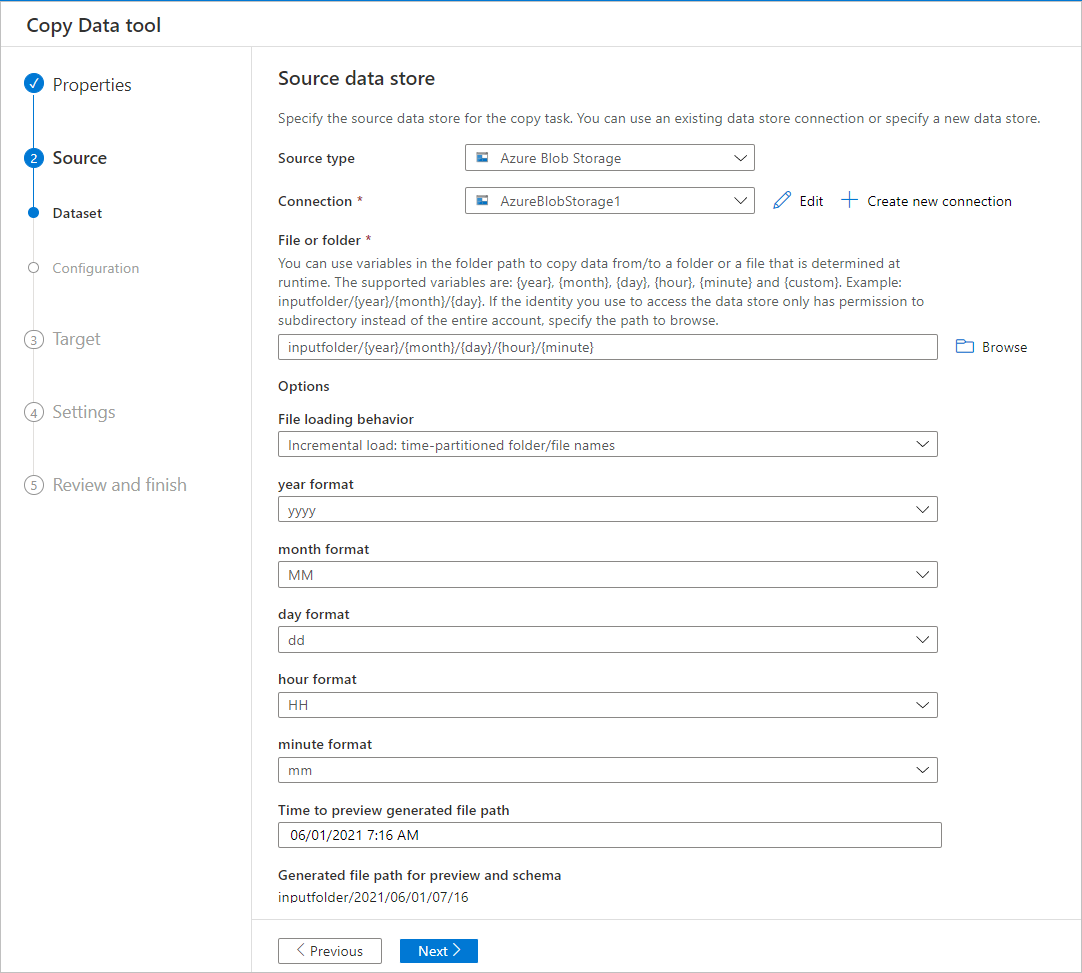 Copy Data tool
Properties
2 Source
Dataset
Configuration
3 Target
4 Settings
5 Review and finish
Source data store
Specify the source data store for the copy task. You can use an existing data store connection or specify a new data store.
Source type Azure Blob Storage
Connection * AzureBlobStorage1 Edit Create new connection
File or folder *
You can use variables in the folder path to copy data from/to a folder or a file that is determined at
runtime. The supported variables are: {year}, {month}, {day}, {hour}, {minute} and {custom}. Example:
inputfolder/{year}/{month}/{day}. If the identity you use to access the data store only has permission to
subdirectory instead of the entire account, specify the path to browse.
inputfolder/{year}/{month}/{day}/{hour}/{minute} Browse
Options
File loading behavior
Incremental load: time-partitioned folder/file names
year format
yyyy
month format
MM
day format
dd
hour format
HH
minute format
mm
Time to preview generated file path
06/01/2021 7:16 AM
Generated file path for preview and schema
inputfolder/2021/06/01/07/16
Previous Next